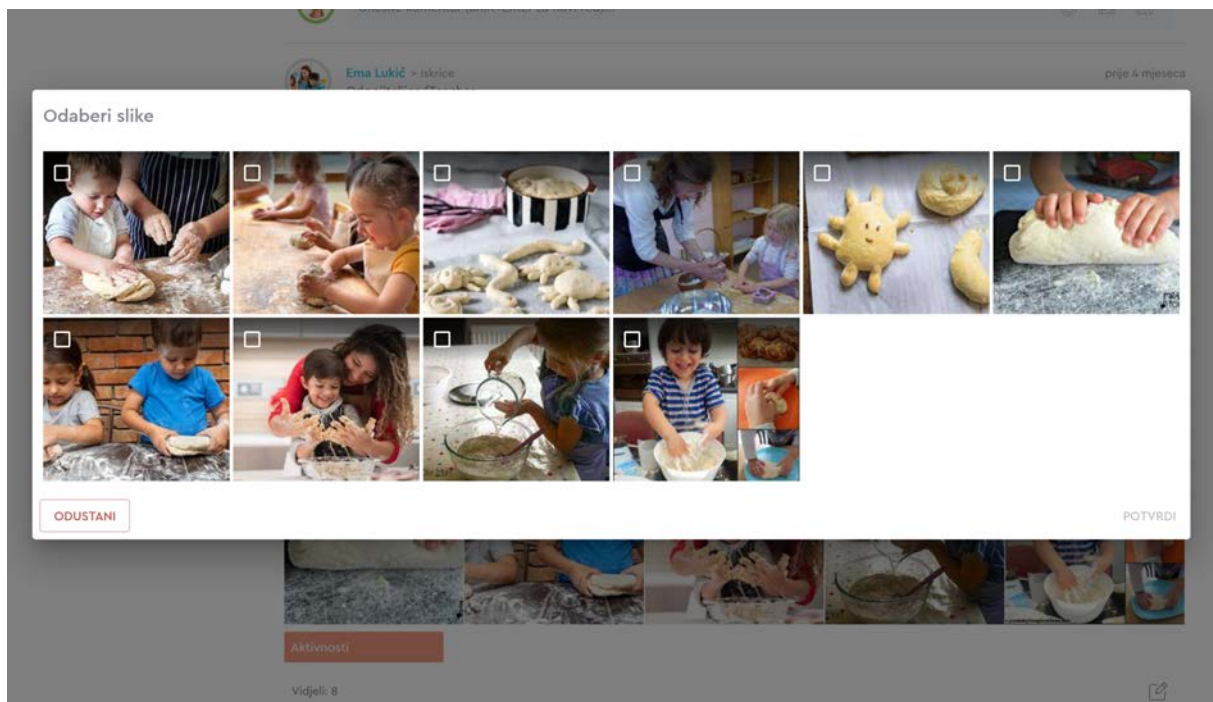 Ema Lukić > Iskrice
prije 4 mjeseca
Odaberi slike
ODUSTANI
POTVRDI
Aktivnosti
Vidjeli: 8